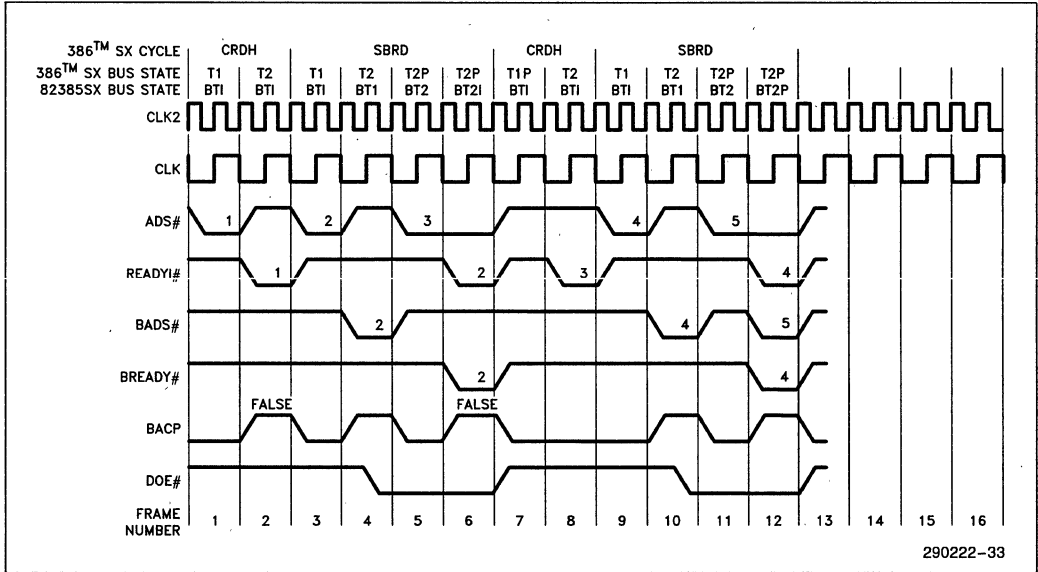 386™ SX CYCLE CRDH SBRD CRDH SBRD
386™ SX BUS STATE T1 T2 T1 T2 T2P T2P T1P T2 T1 T2 T2P T2P
82385SX BUS STATE BTI BTI BTI BT1 BT2 BT2I BTI BTI BTI BT1 BT2 BT2P
CLK2
CLK
ADS# 1 2 3 4 5
READYI# 1 2 3 4
BADS# 2 4 5
BREADY# 2 4
FALSE FALSE
BACP
DOE#
FRAME
NUMBER 1 2 3 4 5 6 7 8 9 10 11 12 13 14 15 16
290222-33